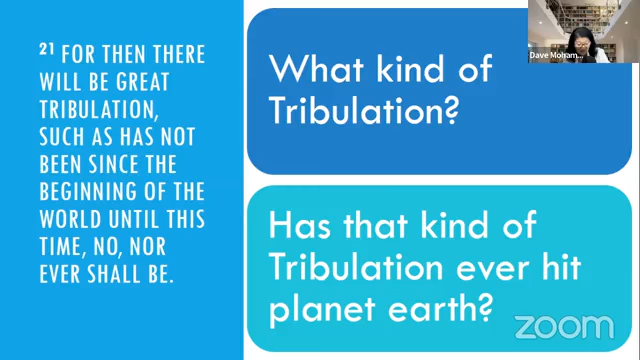 ²¹ FOR THEN THERE
WILL BE GREAT
TRIBULATION,
SUCH AS HAS NOT
BEEN SINCE THE
BEGINNING OF THE
WORLD UNTIL THIS
TIME, NO, NOR
EVER SHALL BE.
What kind of
Tribulation?
Has that kind of
Tribulation ever hit
planet earth?
Dave Moham...
zoom